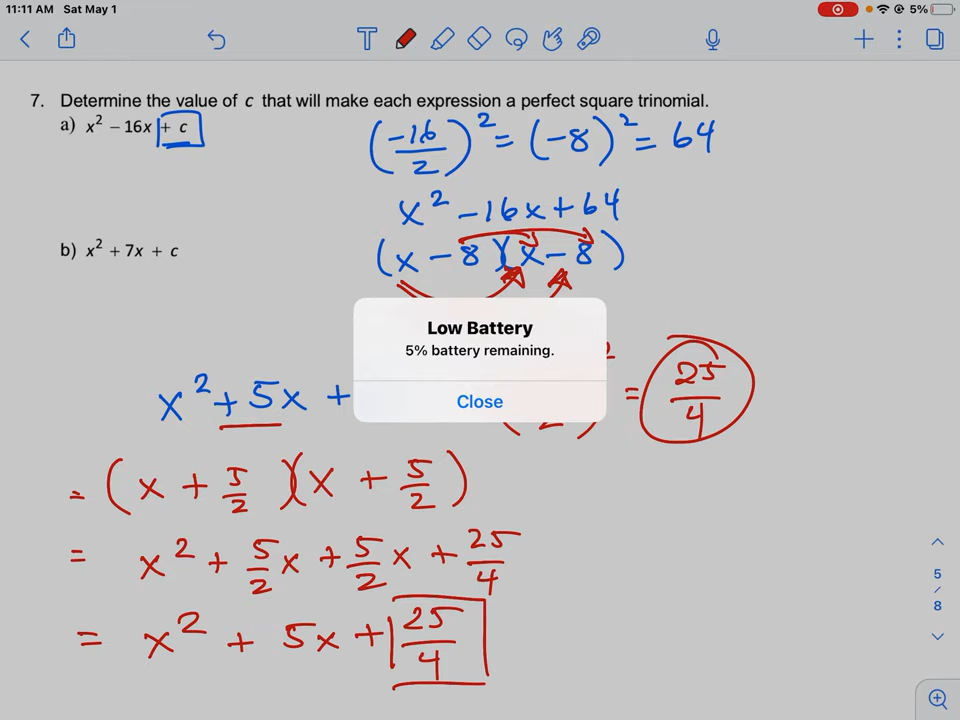 11:11 AM Sat May 1
5%
7. Determine the value of c that will make each expression a perfect square trinomial.
a) x² − 16x + c
(-16/2)² = (-8)² = 64
x² - 16x + 64
(x - 8)(x - 8)
b) x² + 7x + c
Low Battery
5% battery remaining.
Close
x² + 5x +
2
= 25/4
= (x + 5/2)(x + 5/2)
= x² + 5/2x + 5/2x + 25/4
= x² + 5x + 25/4
5
/
8